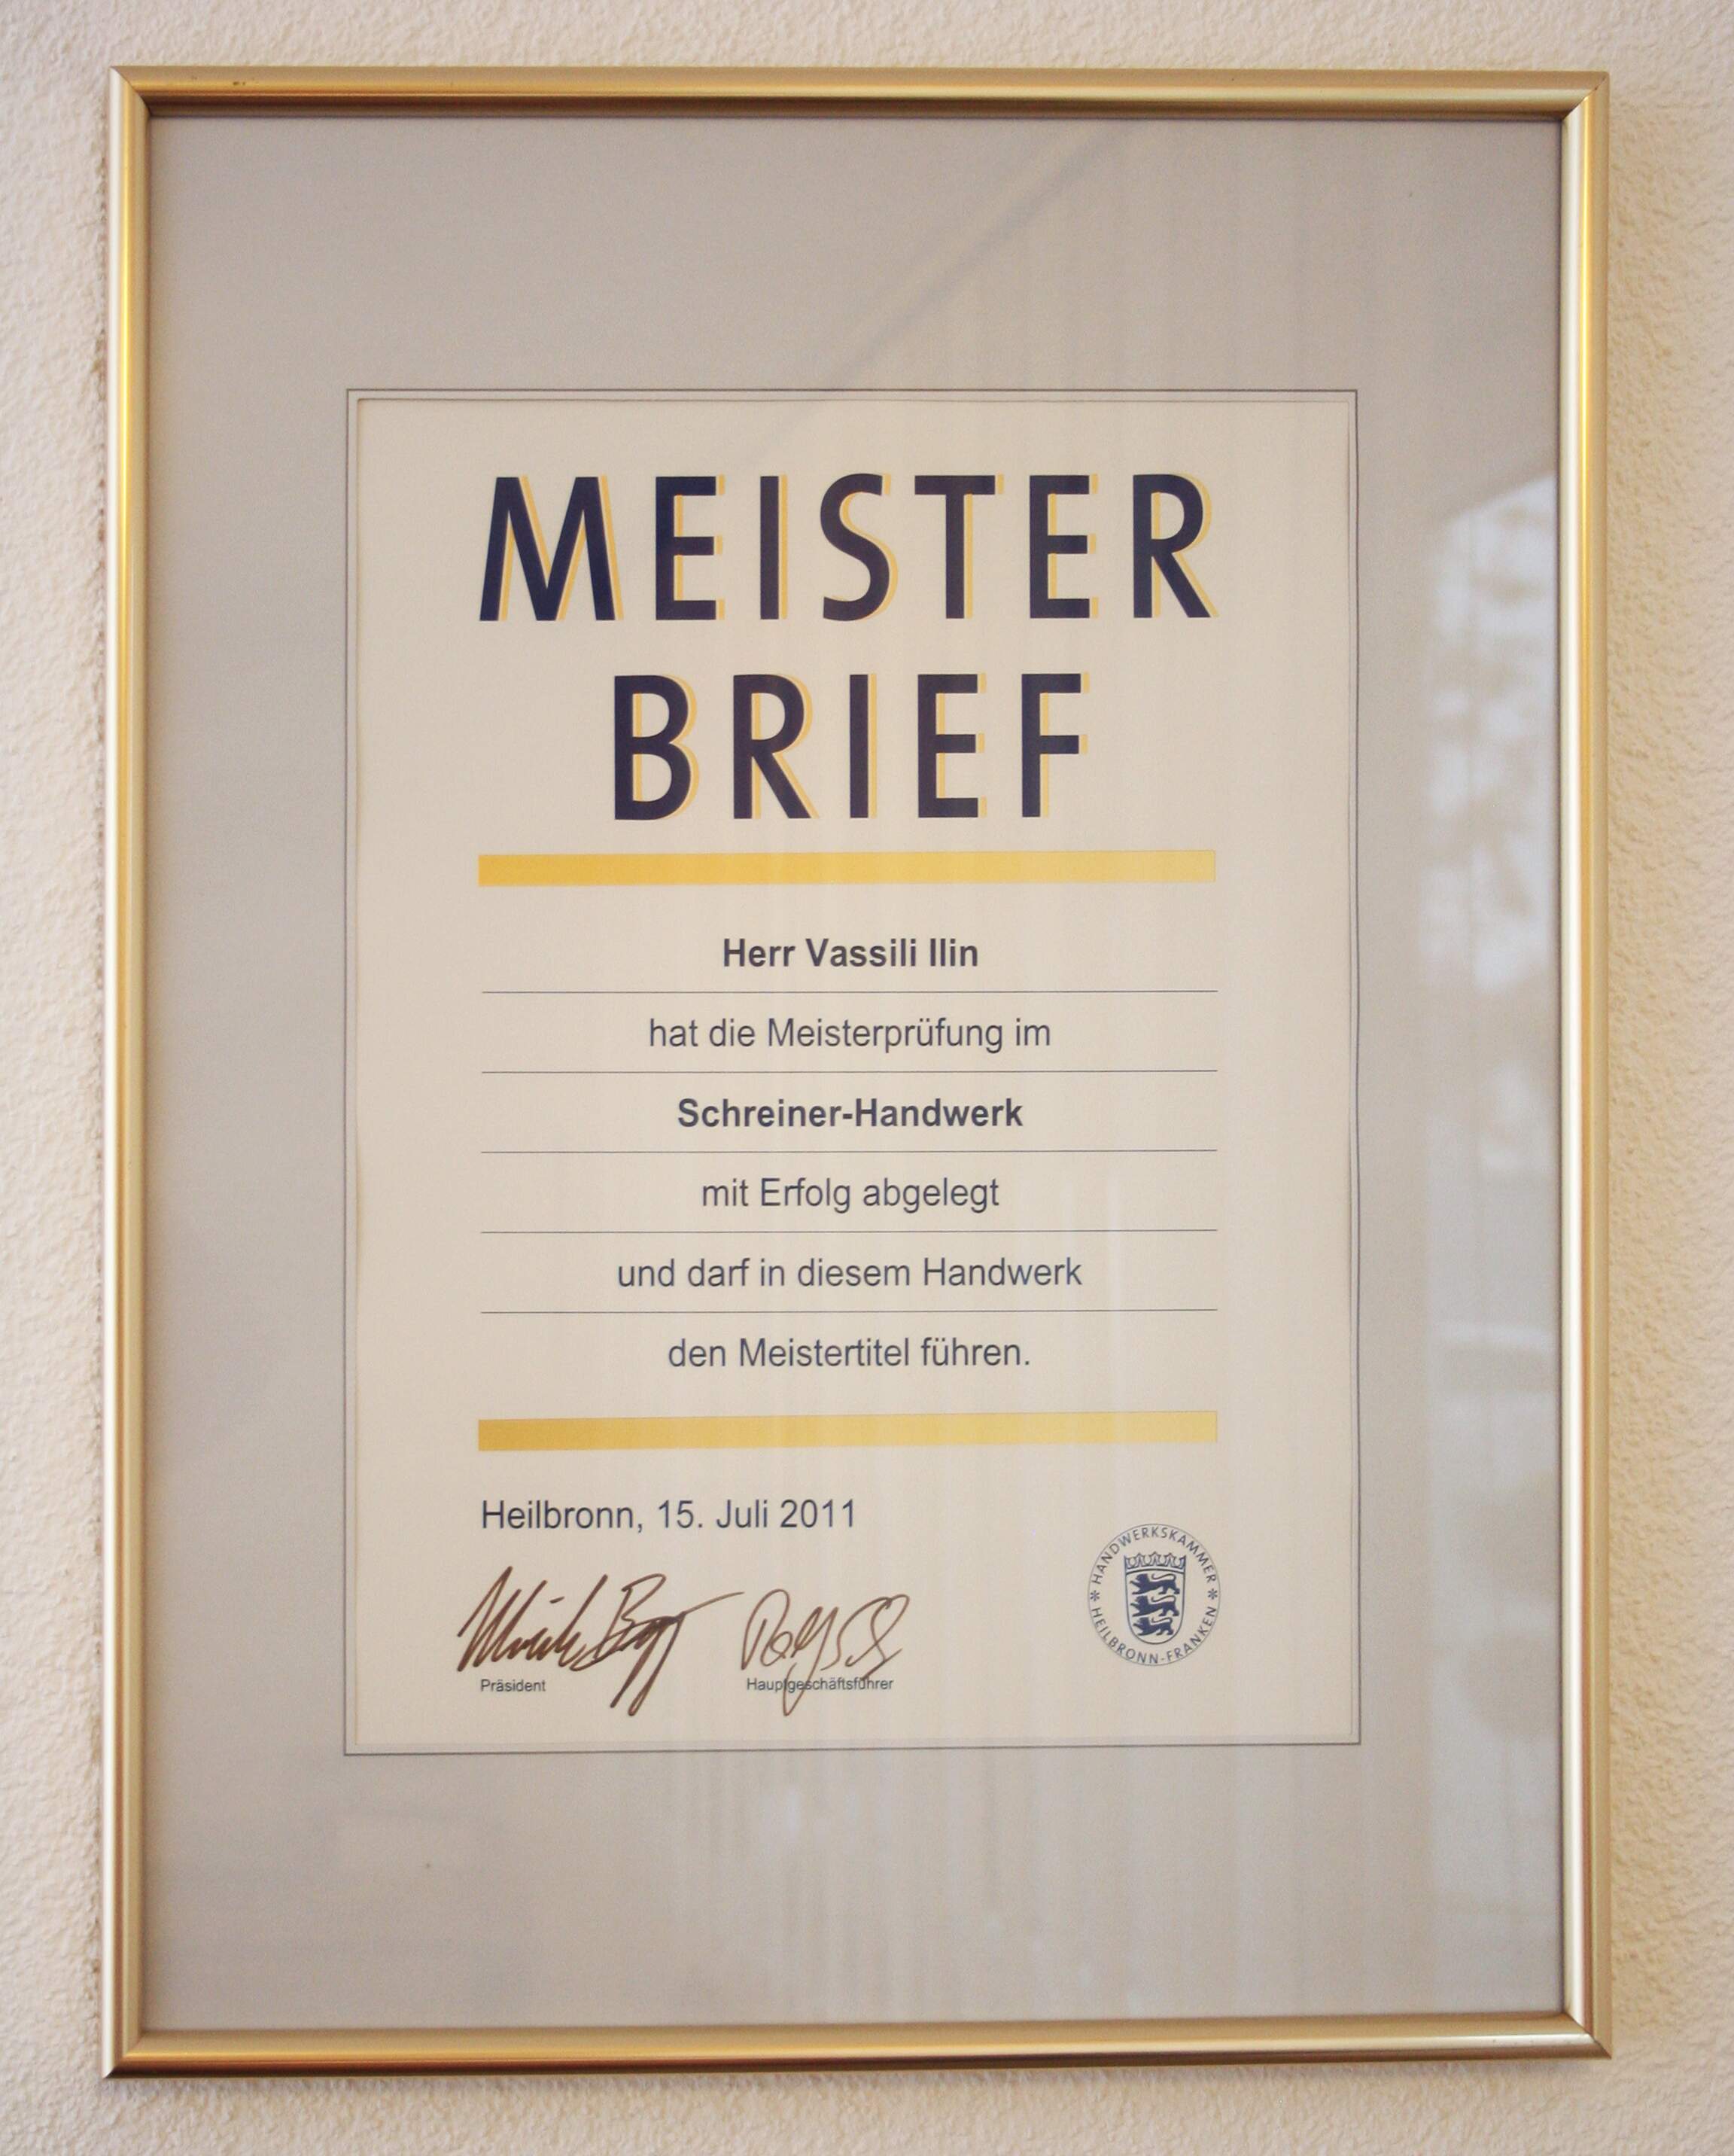 MEISTER
BRIEF
Herr Vassili Ilin
hat die Meisterprüfung im
Schreiner-Handwerk
mit Erfolg abgelegt
und darf in diesem Handwerk
den Meistertitel führen.
Heilbronn, 15. Juli 2011
Präsident
Hauptgeschäftsführer
* HANDWERKSKAMMER * HEILBRONN-FRANKEN